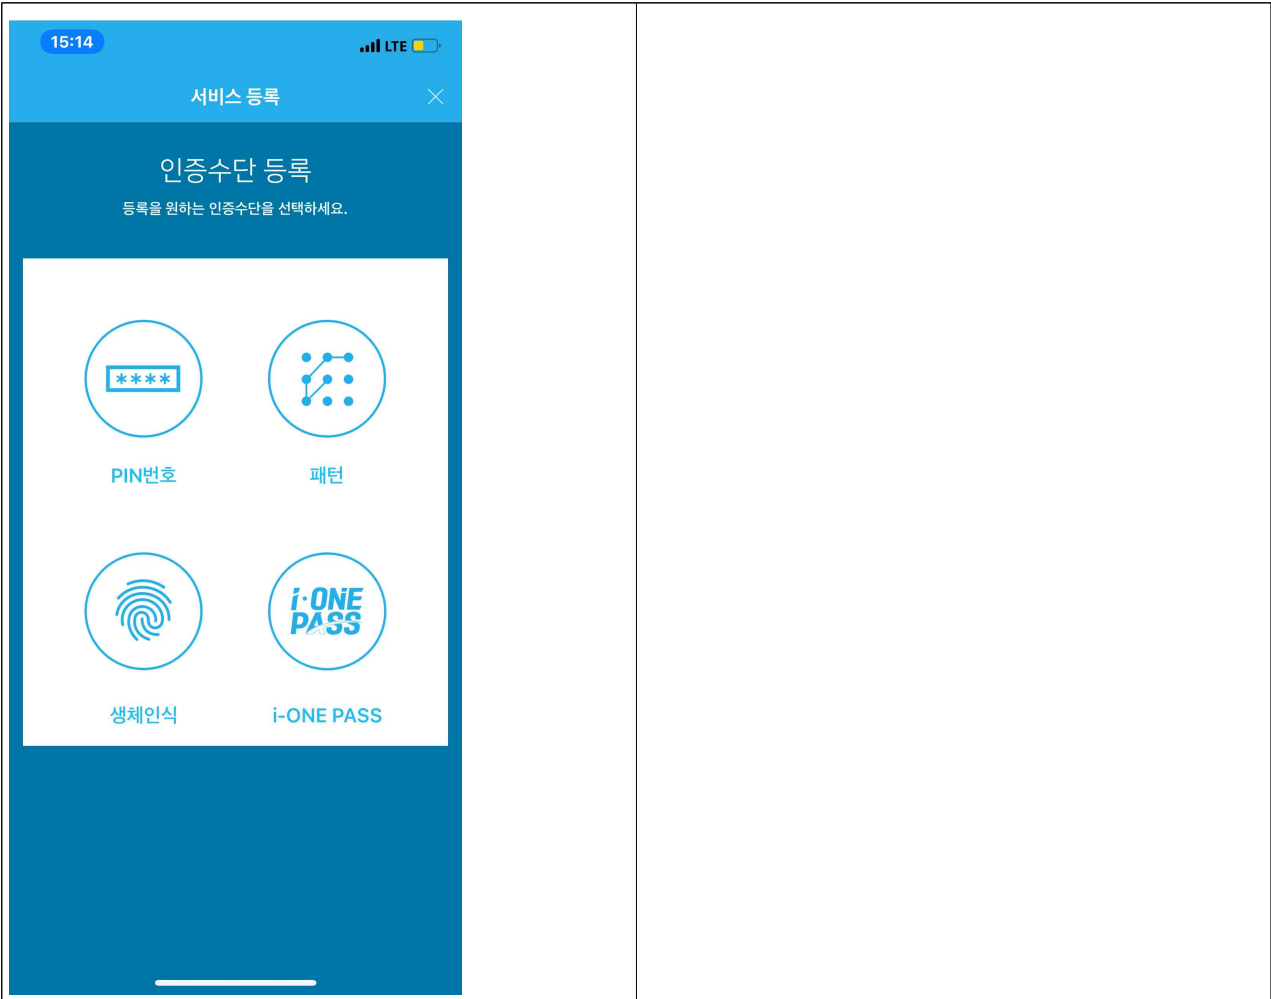 15:14
LTE
서비스 등록
인증수단 등록
등록을 원하는 인증수단을 선택하세요.
****
PIN번호
패턴
i·ONE
PASS
생체인식
i-ONE PASS